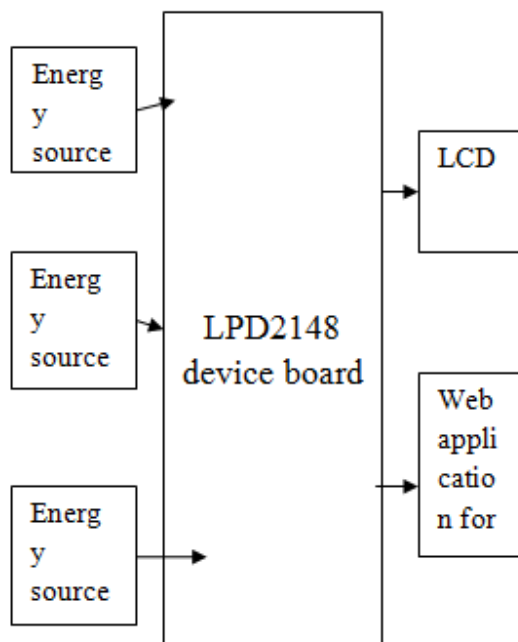 Energ
y
source
Energ
y
source
Energ
y
source
LPD2148
device board
LCD
Web
appli
catio
n for